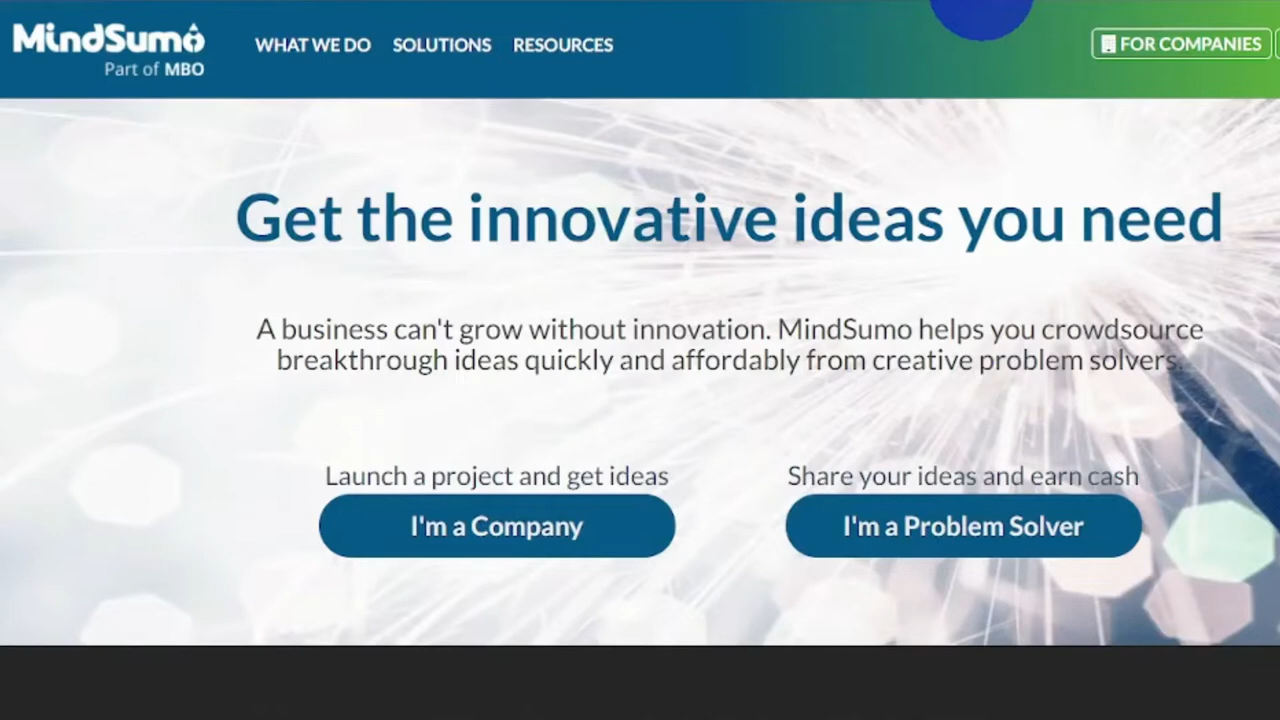 MindSumo
Part of MBO
WHAT WE DO
SOLUTIONS
RESOURCES
FOR COMPANIES
Get the innovative ideas you need
A business can't grow without innovation. MindSumo helps you crowdsource
breakthrough ideas quickly and affordably from creative problem solvers.
Launch a project and get ideas
I'm a Company
Share your ideas and earn cash
I'm a Problem Solver